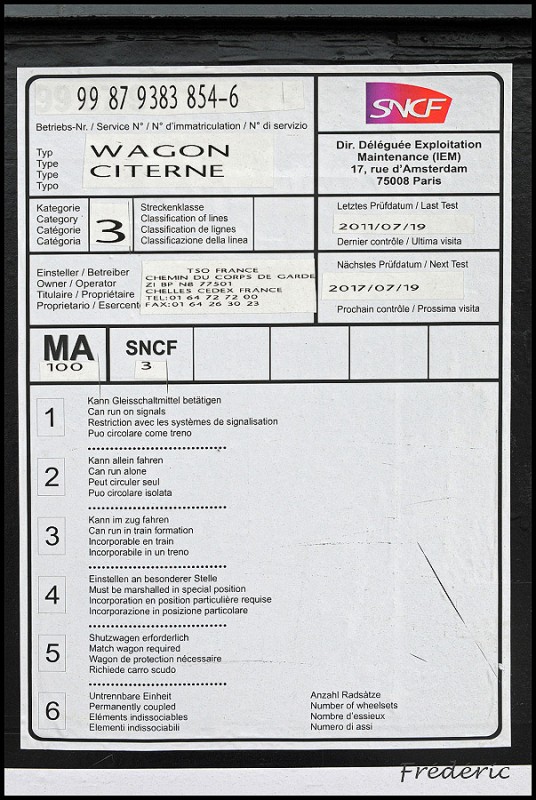 99 87 9383 854-6
Betriebs-Nr. / Service N° / N° d'immatriculation / N° di servizio
Typ
Type
Type
Typo
WAGON
CITERNE
SNCF
Dir. Déléguée Exploitation
Maintenance (IEM)
17, rue d'Amsterdam
75008 Paris
Kategorie
Category
Catégorie
Catégoria
3
Streckenklasse
Classification of lines
Classification de lignes
Classificazione della linea
Letztes Prüfdatum / Last Test
2011/07/19
Dernier contrôle / Ultima visita
Einsteller / Betreiber
Owner / Operator
Titulaire / Propriétaire
Proprietario / Esercent
TSO FRANCE
CHEMIN DU CORPS DE GARDE
ZI BP N8 77501
CHELLES CEDEX FRANCE
TEL:01 64 72 72 00
FAX:01 64 26 30 23
Nächstes Prüfdatum / Next Test
2017/07/19
Prochain contrôle / Prossima visita
MA
100
SNCF
3
1
Kann Gleisschaltmittel betätigen
Can run on signals
Restriction avec les systèmes de signalisation
Puo circolare come treno
2
Kann allein fahren
Can run alone
Peut circuler seul
Puo circolare isolata
3
Kann im zug fahren
Can run in train formation
Incorporable en train
Incorporabile in un treno
4
Einstellen an besonderer Stelle
Must be marshalled in special position
Incorporation en position particulière requise
Incorporazione in posizione particolare
5
Shutzwagen erforderlich
Match wagon required
Wagon de protection nécessaire
Richiede carro scudo
6
Untrennbare Einheit
Permanently coupled
Eléments indissociables
Elementi indissociabili
Anzahl Radsätze
Number of wheelsets
Nombre d'essieux
Numero di assi
Frédéric